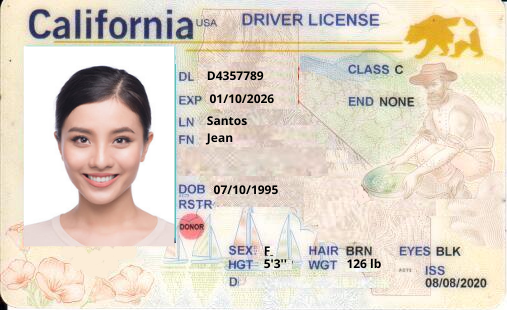 California USA DRIVER LICENSE
DL D4357789 CLASS C
EXP 01/10/2026 END NONE
LN Santos
FN Jean
DOB 07/10/1995
RSTR
DONOR
SEX F HAIR BRN EYES BLK
HGT 5'3'' WGT 126 lb
ISS
08/08/2020